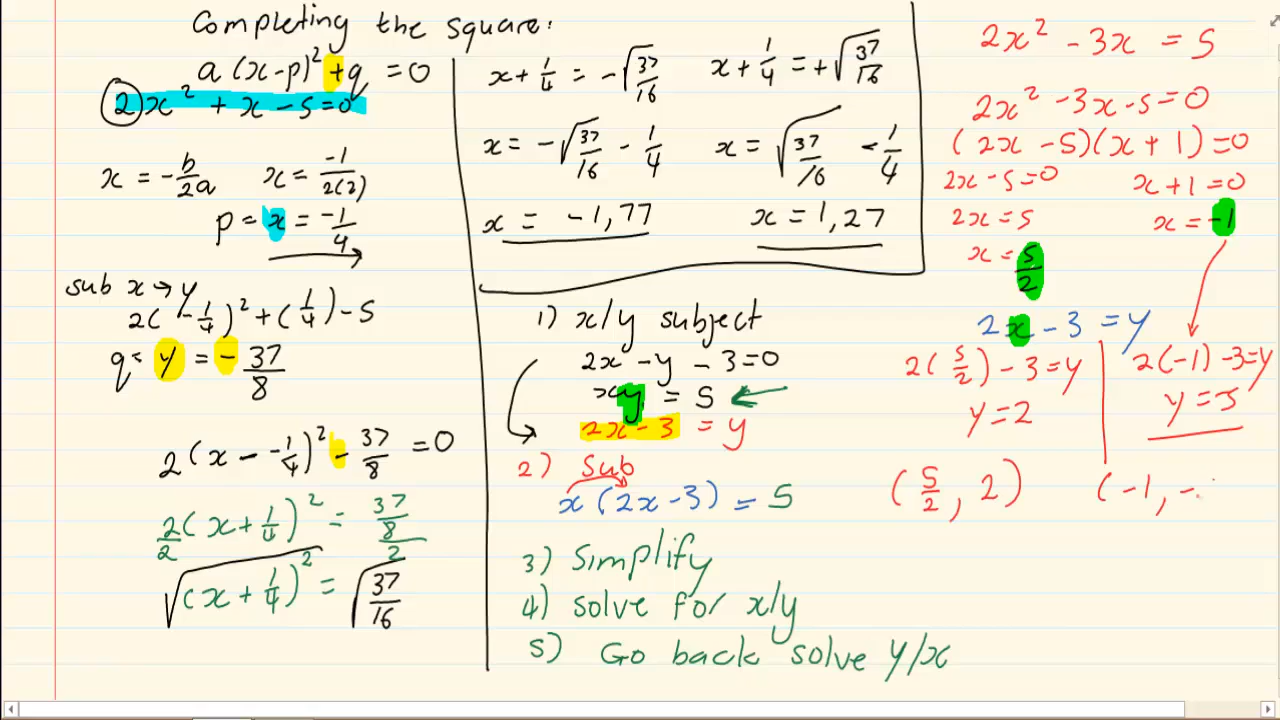 Completing the square:
a(x-p)² + q = 0
2x² + x - 5 = 0
x = -b/2a    x = -1/2(2)
p = x = -1/4
sub x → y
2(-1/4)² + (1/4) - 5
q = y = -37/8
2(x - -1/4)² - 37/8 = 0
2/2(x + 1/4)² = 37/8/2
√(x + 1/4)² = √37/16
x + 1/4 = -√37/16    x + 1/4 = +√37/16
x = -√37/16 - 1/4    x = √37/16 - 1/4
x = -1,77    x = 1,27
1) x/y subject
2x - y - 3 = 0
xy = 5
2x - 3 = y
2) Sub
x(2x - 3) = 5
3) Simplify
4) solve for x/y
5) Go back solve y/x
2x² - 3x = 5
2x² - 3x - 5 = 0
(2x - 5)(x + 1) = 0
2x - 5 = 0    x + 1 = 0
2x = 5    x = -1
x = 5/2
2x - 3 = y
2(5/2) - 3 = y    2(-1) - 3 = y
y = 2    y = -5
(5/2, 2)    (-1, -